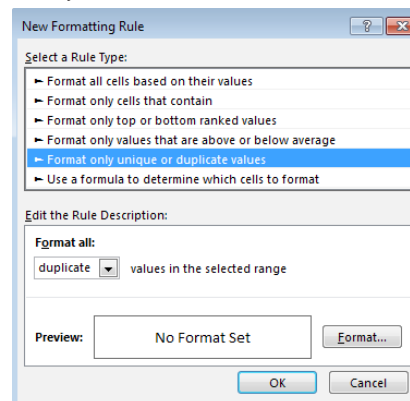 New Formatting Rule
Select a Rule Type:
► Format all cells based on their values
► Format only cells that contain
► Format only top or bottom ranked values
► Format only values that are above or below average
► Format only unique or duplicate values
► Use a formula to determine which cells to format
Edit the Rule Description:
Format all:
duplicate values in the selected range
Preview: No Format Set Format...
OK Cancel